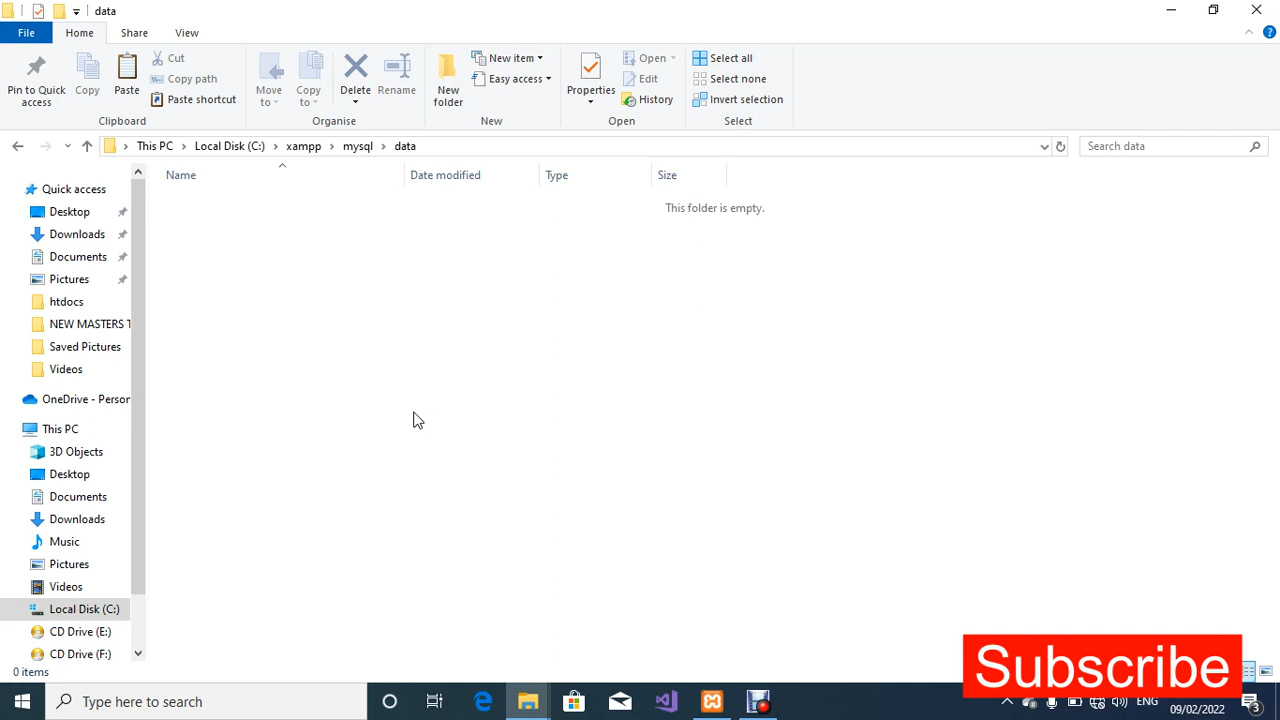 data
File Home Share View
Pin to Quick access
Copy
Paste
Cut
Copy path
Paste shortcut
Clipboard
Move to
Copy to
Delete
Rename
Organise
New folder
New item
Easy access
New
Properties
Open
Edit
History
Open
Select all
Select none
Invert selection
Select
This PC Local Disk (C:) xampp mysql data
Search data
Name Date modified Type Size
This folder is empty.
Quick access
Desktop
Downloads
Documents
Pictures
htdocs
NEW MASTERS T
Saved Pictures
Videos
OneDrive - Person
This PC
3D Objects
Desktop
Documents
Downloads
Music
Pictures
Videos
Local Disk (C:)
CD Drive (E:)
CD Drive (F:)
0 items
Subscribe
Type here to search
ENG
09/02/2022
3